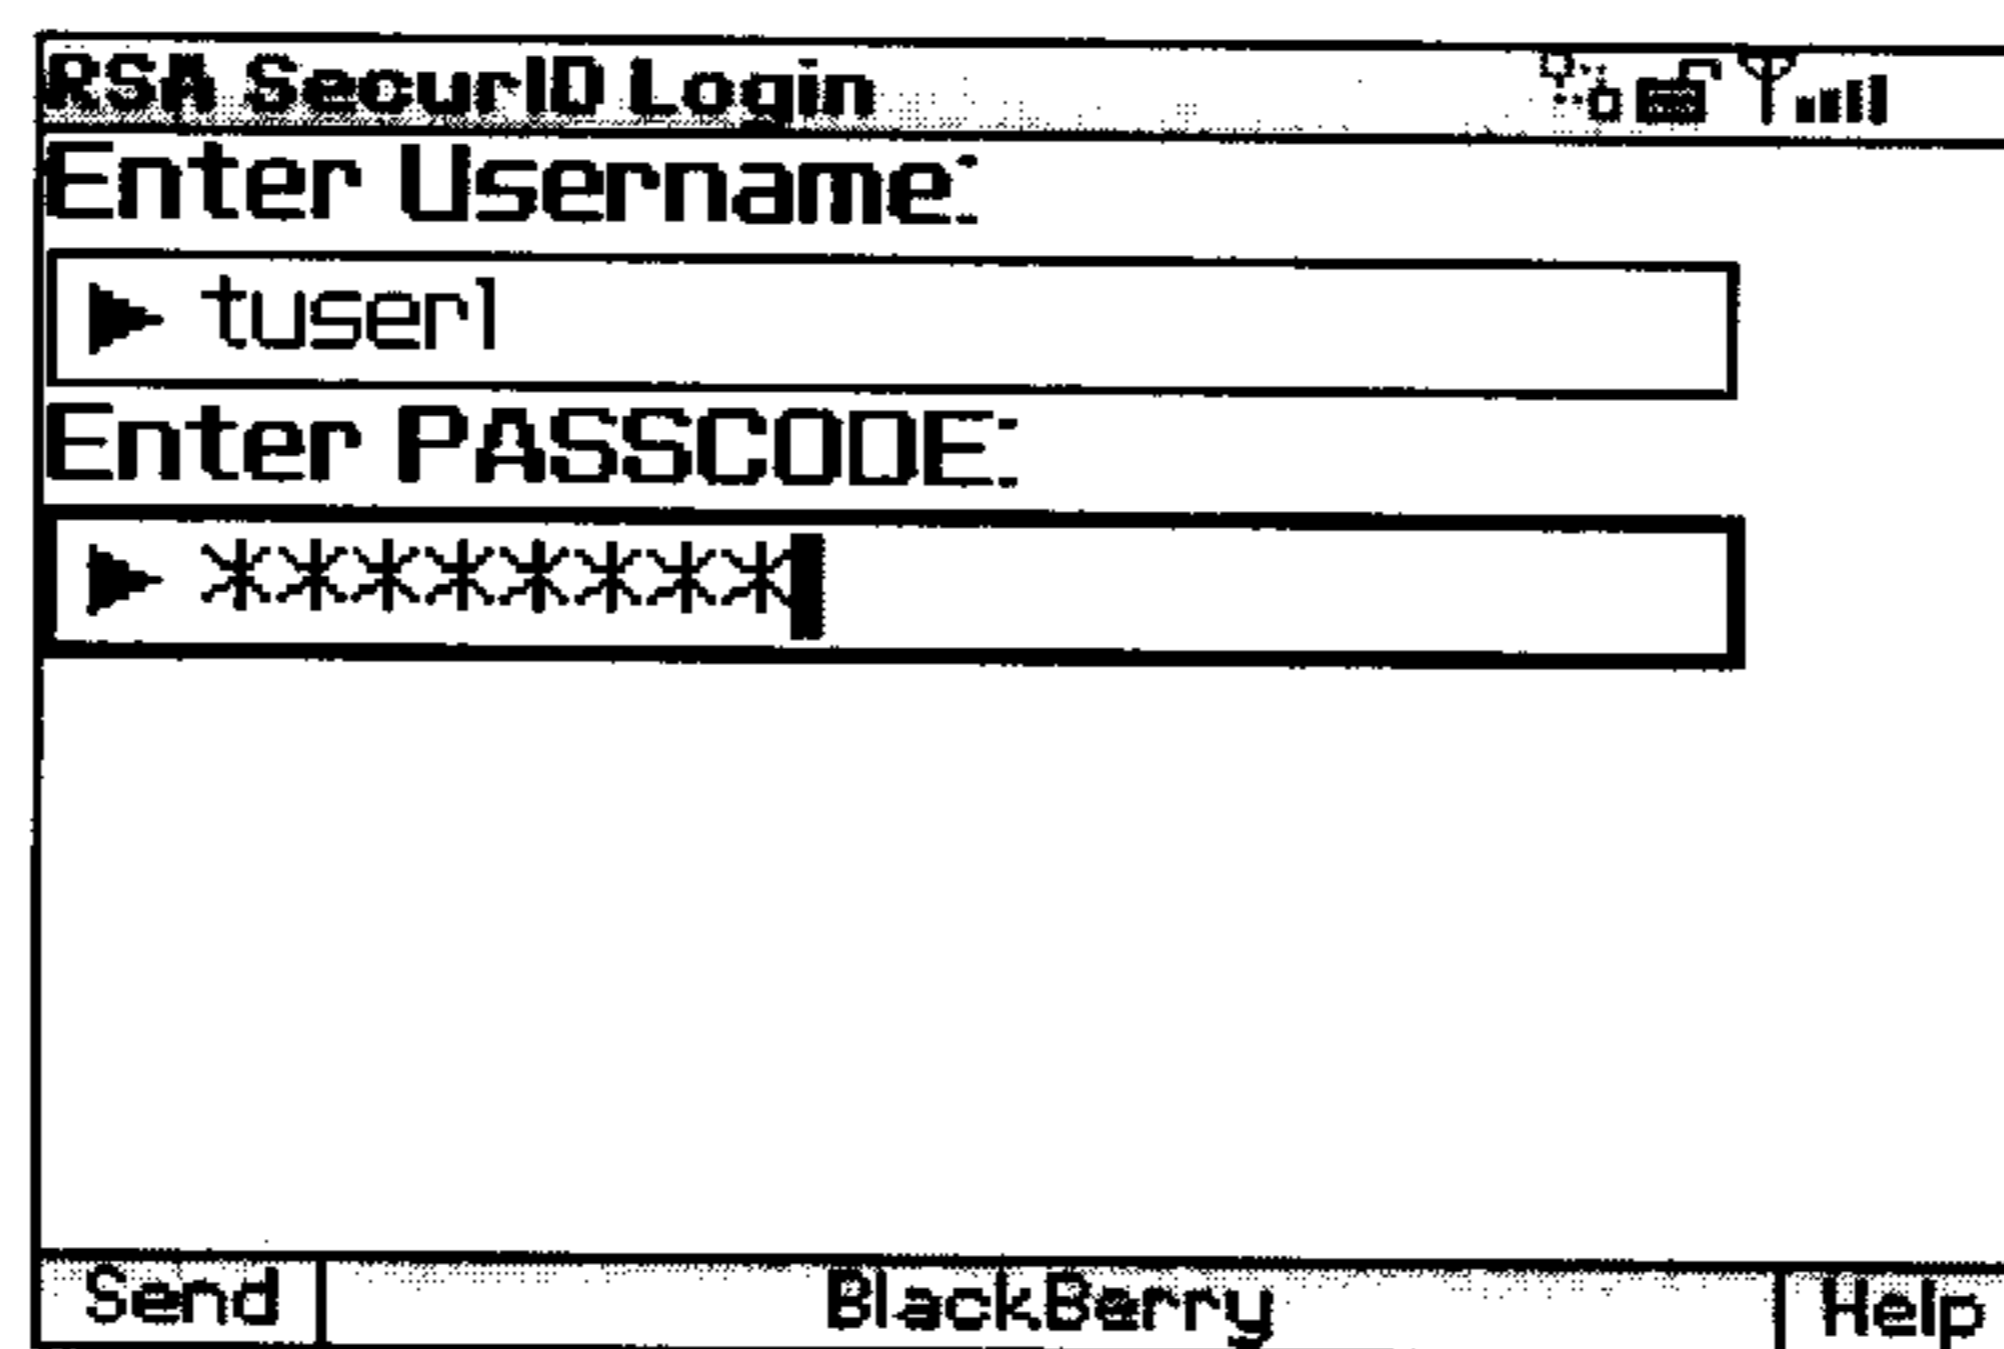 RSA SecurID Login
Enter Username:
tuser1
Enter PASSCODE:
********
Send BlackBerry Help